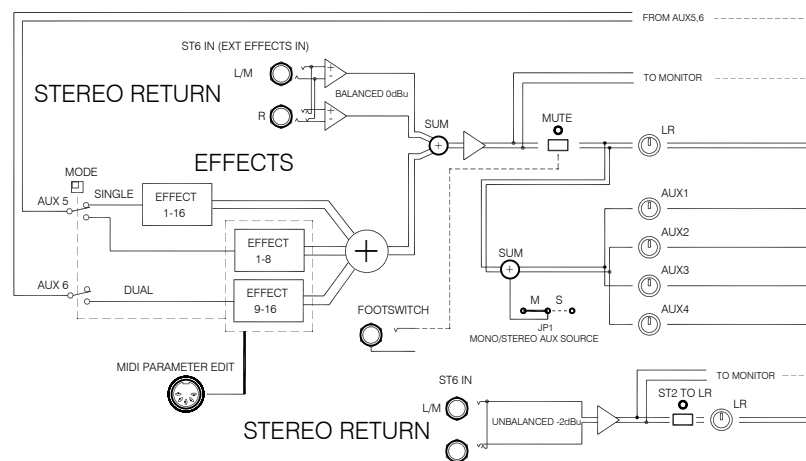 FROM AUX5,6
ST6 IN (EXT EFFECTS IN)
L/M
TO MONITOR
STEREO RETURN
BALANCED 0dBu
R
SUM
MUTE
LR
EFFECTS
MODE
SINGLE
AUX 5
EFFECT
1-16
AUX1
EFFECT
1-8
AUX2
SUM
AUX 6
DUAL
EFFECT
9-16
AUX3
FOOTSWITCH
M S
AUX4
JP1
MONO/STEREO AUX SOURCE
MIDI PARAMETER EDIT
ST6 IN
TO MONITOR
ST2 TO LR
L/M
LR
UNBALANCED -2dBu
STEREO RETURN